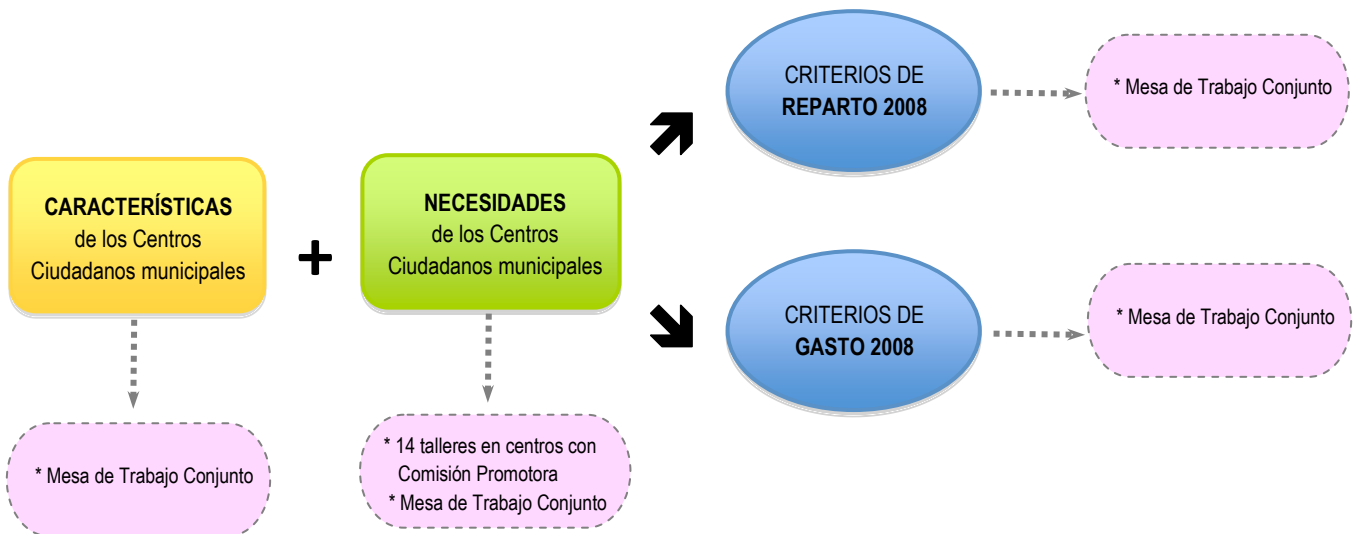 CARACTERÍSTICAS
de los Centros
Ciudadanos municipales
* Mesa de Trabajo Conjunto
+
NECESIDADES
de los Centros
Ciudadanos municipales
* 14 talleres en centros con
Comisión Promotora
* Mesa de Trabajo Conjunto
CRITERIOS DE
REPARTO 2008
* Mesa de Trabajo Conjunto
CRITERIOS DE
GASTO 2008
* Mesa de Trabajo Conjunto